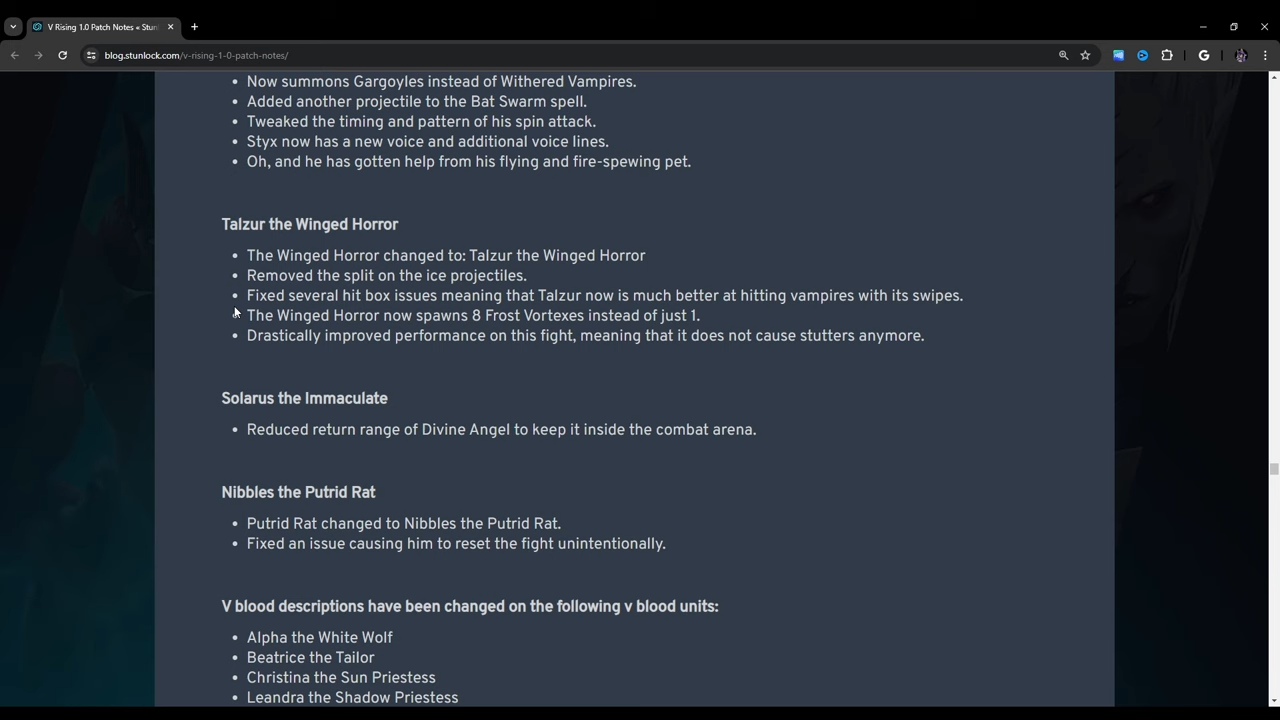 V Rising 1.0 Patch Notes « Stun
blog.stunlock.com/v-rising-1-0-patch-notes/
• Now summons Gargoyles instead of Withered Vampires.
• Added another projectile to the Bat Swarm spell.
• Tweaked the timing and pattern of his spin attack.
• Styx now has a new voice and additional voice lines.
• Oh, and he has gotten help from his flying and fire-spewing pet.
Talzur the Winged Horror
• The Winged Horror changed to: Talzur the Winged Horror
• Removed the split on the ice projectiles.
• Fixed several hit box issues meaning that Talzur now is much better at hitting vampires with its swipes.
• The Winged Horror now spawns 8 Frost Vortexes instead of just 1.
• Drastically improved performance on this fight, meaning that it does not cause stutters anymore.
Solarus the Immaculate
• Reduced return range of Divine Angel to keep it inside the combat arena.
Nibbles the Putrid Rat
• Putrid Rat changed to Nibbles the Putrid Rat.
• Fixed an issue causing him to reset the fight unintentionally.
V blood descriptions have been changed on the following v blood units:
• Alpha the White Wolf
• Beatrice the Tailor
• Christina the Sun Priestess
• Leandra the Shadow Priestess